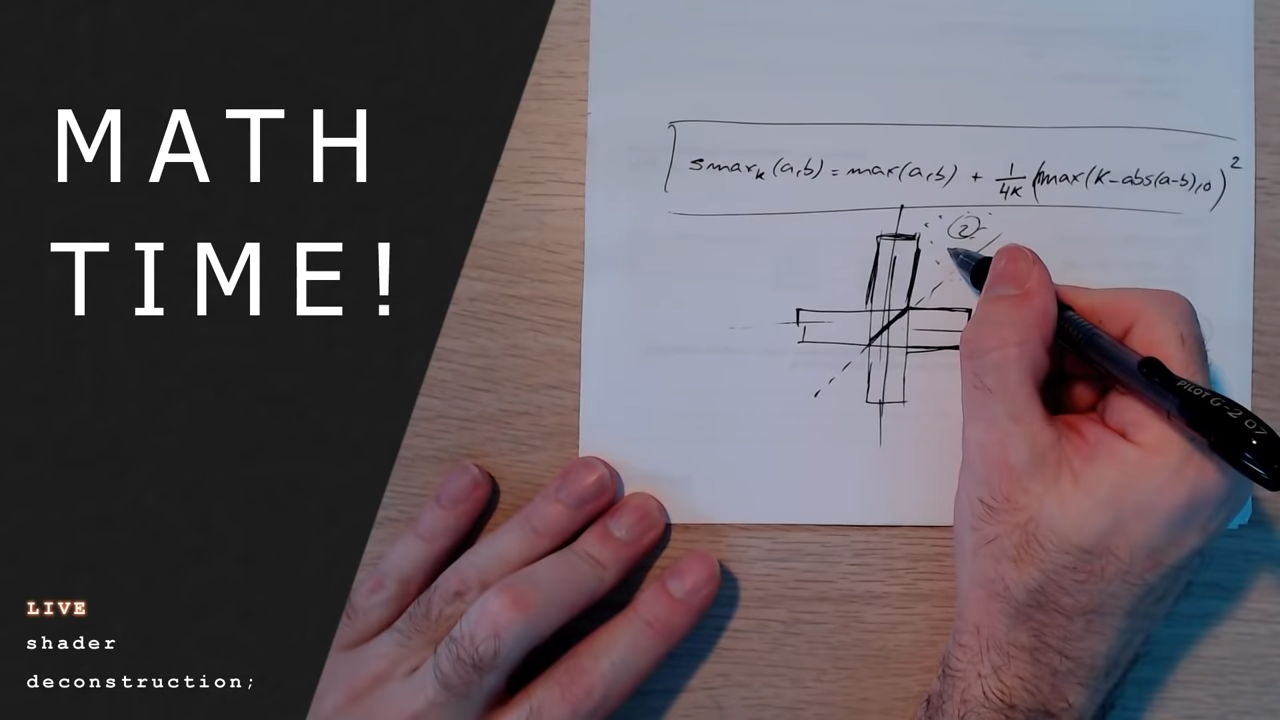 MATH
TIME!
smax_k(a,b) = max(a,b) + 1/4k (max(k-abs(a-b),0)^2
2
PILOT G-2 07
LIVE
shader
deconstruction;